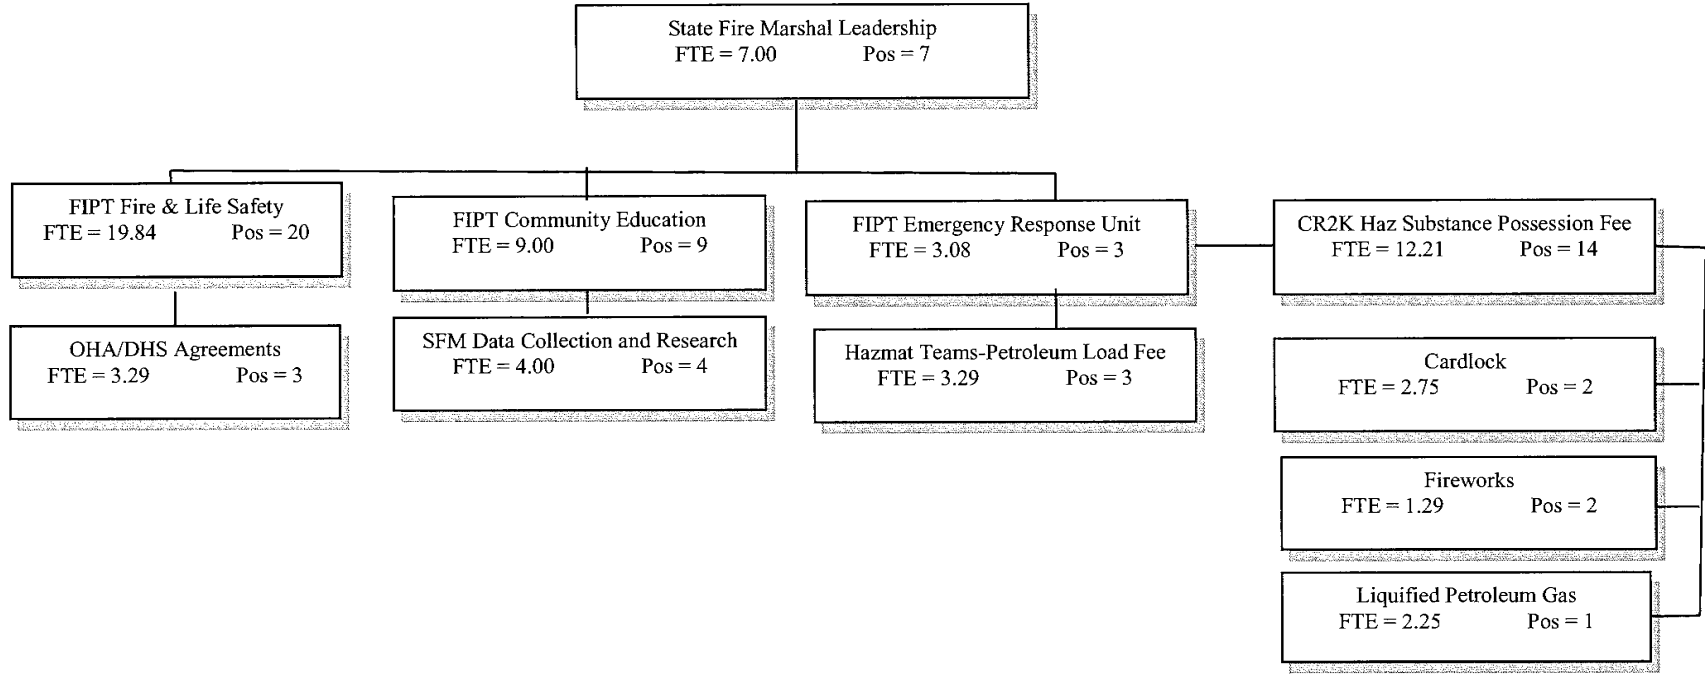 State Fire Marshal Leadership
FTE = 7.00 Pos = 7
FIPT Fire & Life Safety
FTE = 19.84 Pos = 20
FIPT Community Education
FTE = 9.00 Pos = 9
FIPT Emergency Response Unit
FTE = 3.08 Pos = 3
CR2K Haz Substance Possession Fee
FTE = 12.21 Pos = 14
OHA/DHS Agreements
FTE = 3.29 Pos = 3
SFM Data Collection and Research
FTE = 4.00 Pos = 4
Hazmat Teams-Petroleum Load Fee
FTE = 3.29 Pos = 3
Cardlock
FTE = 2.75 Pos = 2
Fireworks
FTE = 1.29 Pos = 2
Liquified Petroleum Gas
FTE = 2.25 Pos = 1